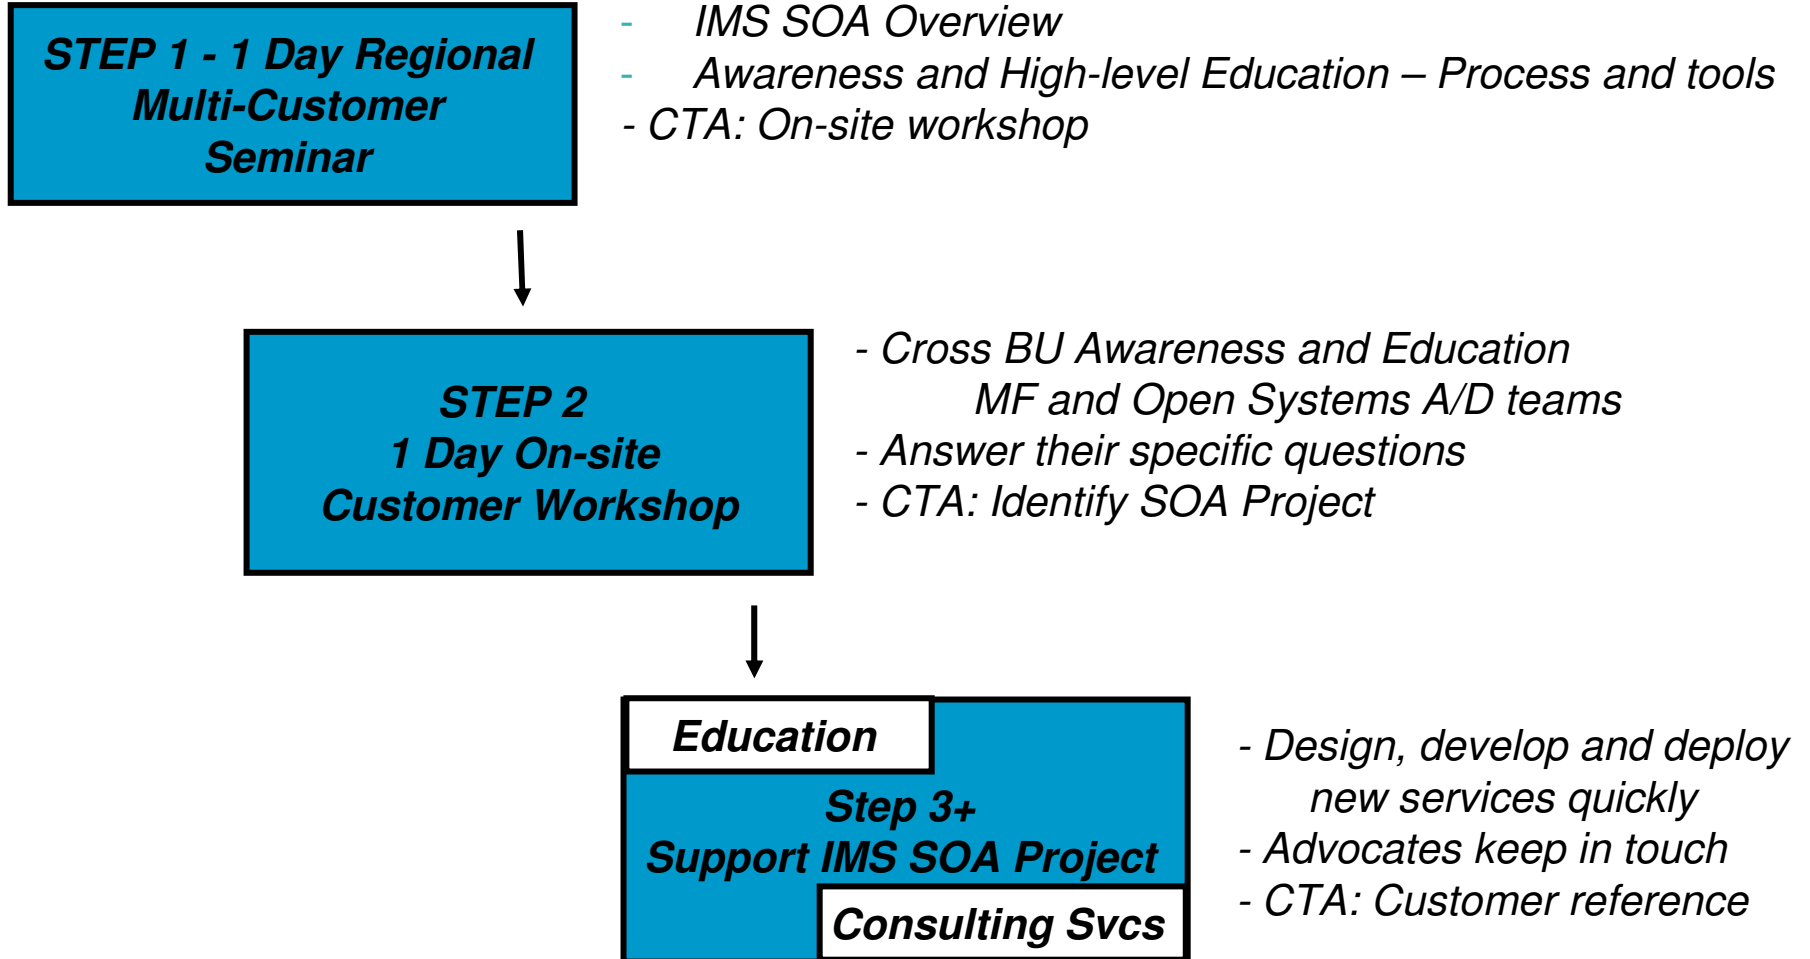 STEP 1 - 1 Day Regional
Multi-Customer
Seminar
- IMS SOA Overview
- Awareness and High-level Education – Process and tools
- CTA: On-site workshop
STEP 2
1 Day On-site
Customer Workshop
- Cross BU Awareness and Education
MF and Open Systems A/D teams
- Answer their specific questions
- CTA: Identify SOA Project
Education
Step 3+
Support IMS SOA Project
Consulting Svcs
- Design, develop and deploy
new services quickly
- Advocates keep in touch
- CTA: Customer reference